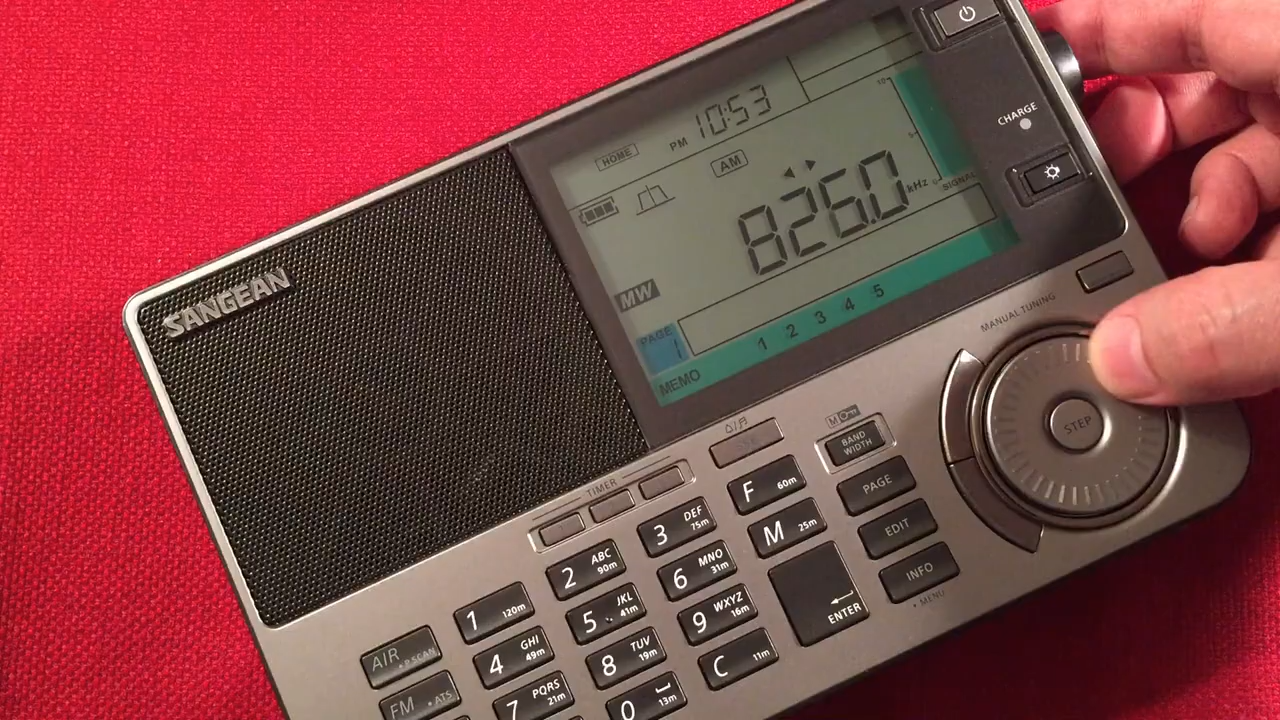 SANGEAN
HOME
PM 10:53
AM
826.0 kHz
10
SIGNAL
MW
PAGE
1
1 2 3 4 5
MEMO
CHARGE
MANUAL TUNING
STEP
TIMER
M
BAND
WIDTH
F 60m
PAGE
3 DEF 75m
M 25m
EDIT
2 ABC 90m
6 MNO 31m
INFO
• MENU
1 120m
5 JKL 41m
9 WXYZ 16m
ENTER
AIR • P.SCAN
4 GHI 49m
8 TUV 19m
C 11m
FM • ATS
7 PQRS 21m
0 13m